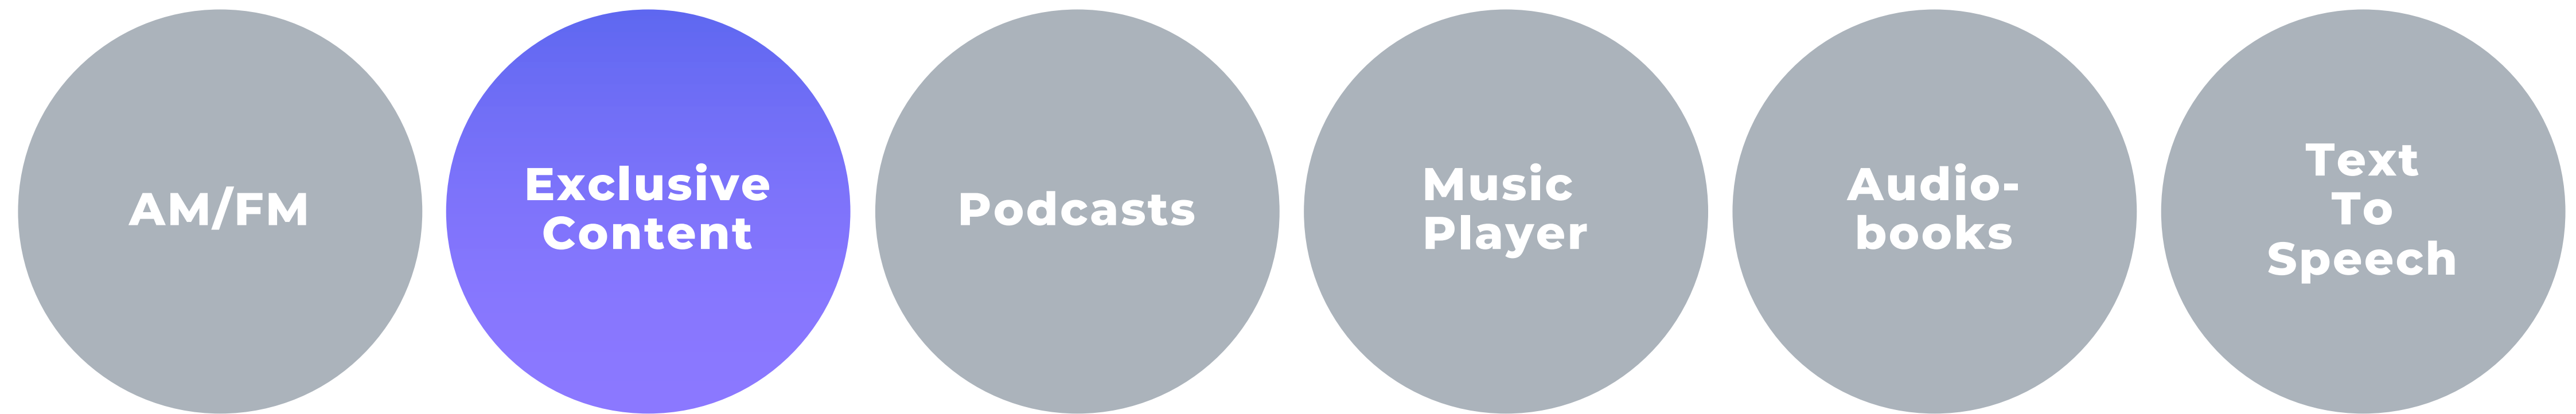 AM/FM
Exclusive
Content
Podcasts
Music
Player
Audio-
books
Text
To
Speech